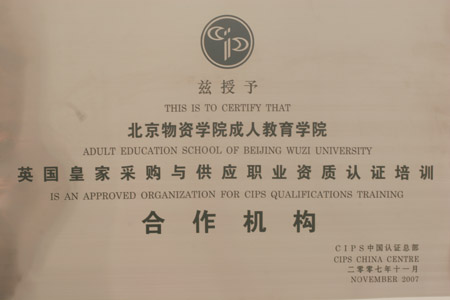 cips
兹授予
THIS IS TO CERTIFY THAT
北京物资学院成人教育学院
ADULT EDUCATION SCHOOL OF BEIJING WUZI UNIVERSITY
英国皇家采购与供应职业资质认证培训
IS AN APPROVED ORGANIZATION FOR CIPS QUALIFICATIONS TRAINING
合作机构
CIPS中国认证总部
CIPS CHINA CENTRE
二零零七年十一月
NOVEMBER 2007